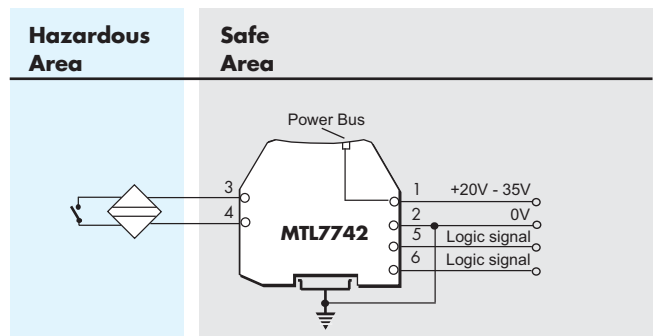 Hazardous
Area
Safe
Area
Power Bus
3
4
MTL7742
1 +20V - 35V
2 0V
5 Logic signal
6 Logic signal